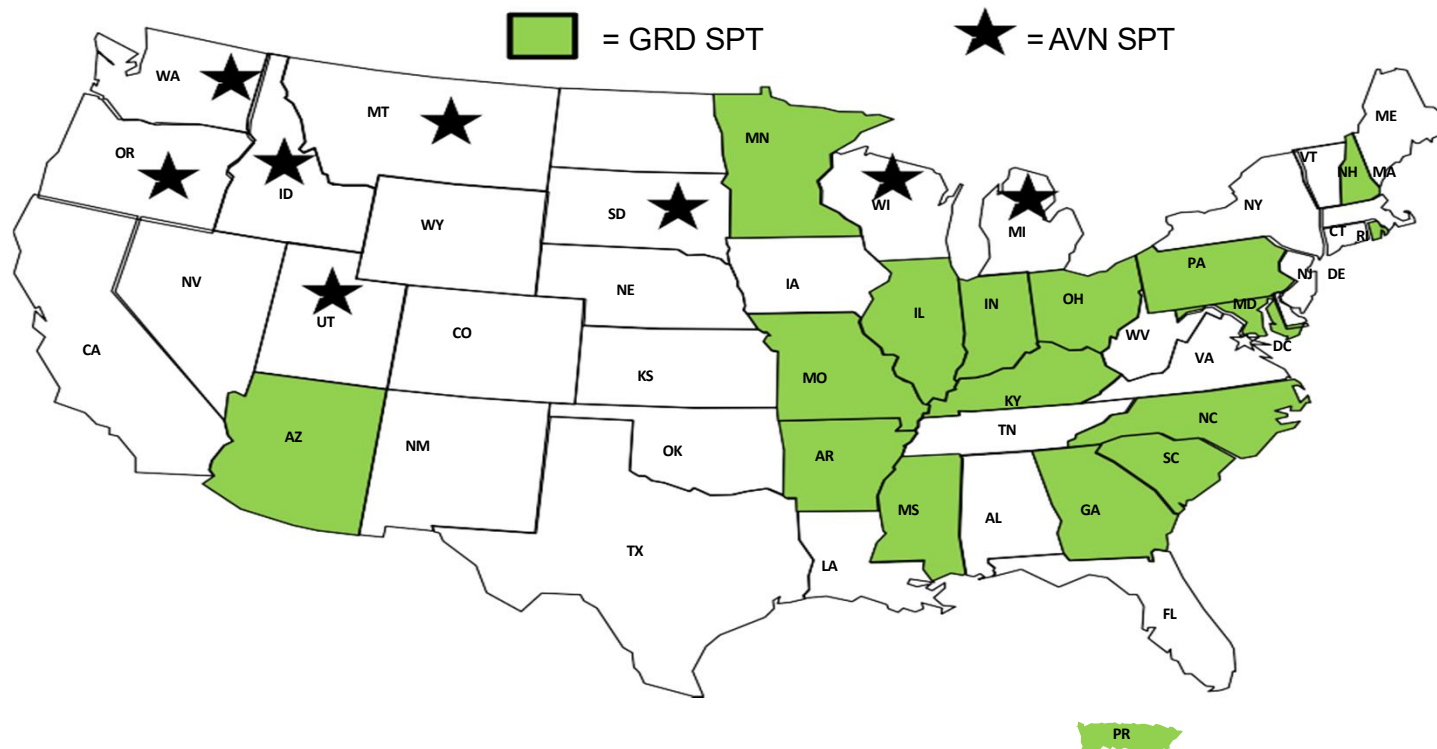 = GRD SPT
= AVN SPT
WA
MT
ME
OR
MN
VT
NH
MA
ID
SD
WI
MI
NY
WY
CT
RI
PA
NV
NE
IA
IL
IN
OH
NJ
DE
MD
UT
CO
WV
DC
CA
KS
MO
KY
VA
AZ
NM
OK
AR
TN
NC
SC
MS
AL
GA
TX
LA
FL
PR